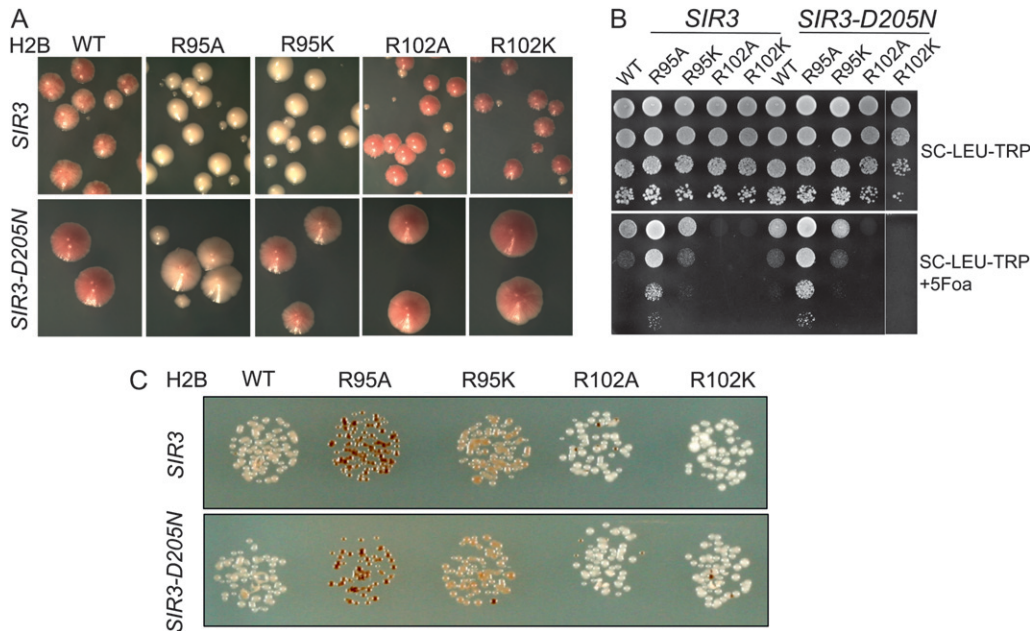 A
H2B WT R95A R95K R102A R102K
SIR3
SIR3-D205N
B
SIR3 SIR3-D205N
WT R95A R95K R102A R102K WT R95A R95K R102A R102K
SC-LEU-TRP
SC-LEU-TRP
+5Foa
C H2B WT R95A R95K R102A R102K
SIR3
SIR3-D205N